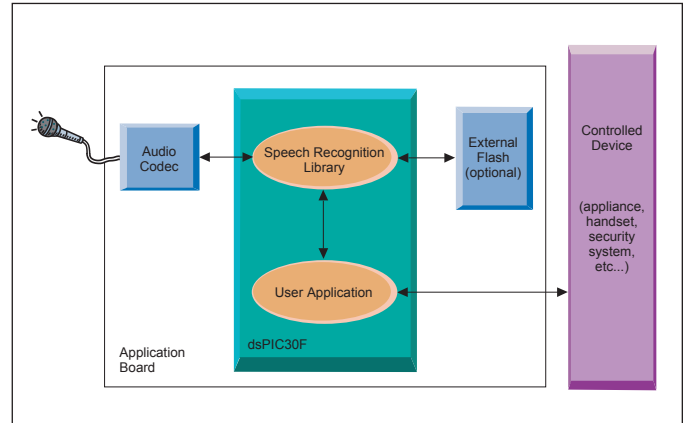 Audio
Codec
Speech Recognition
Library
External
Flash
(optional)
Controlled
Device
(appliance,
handset,
security
system,
etc...)
User Application
dsPIC30F
Application
Board